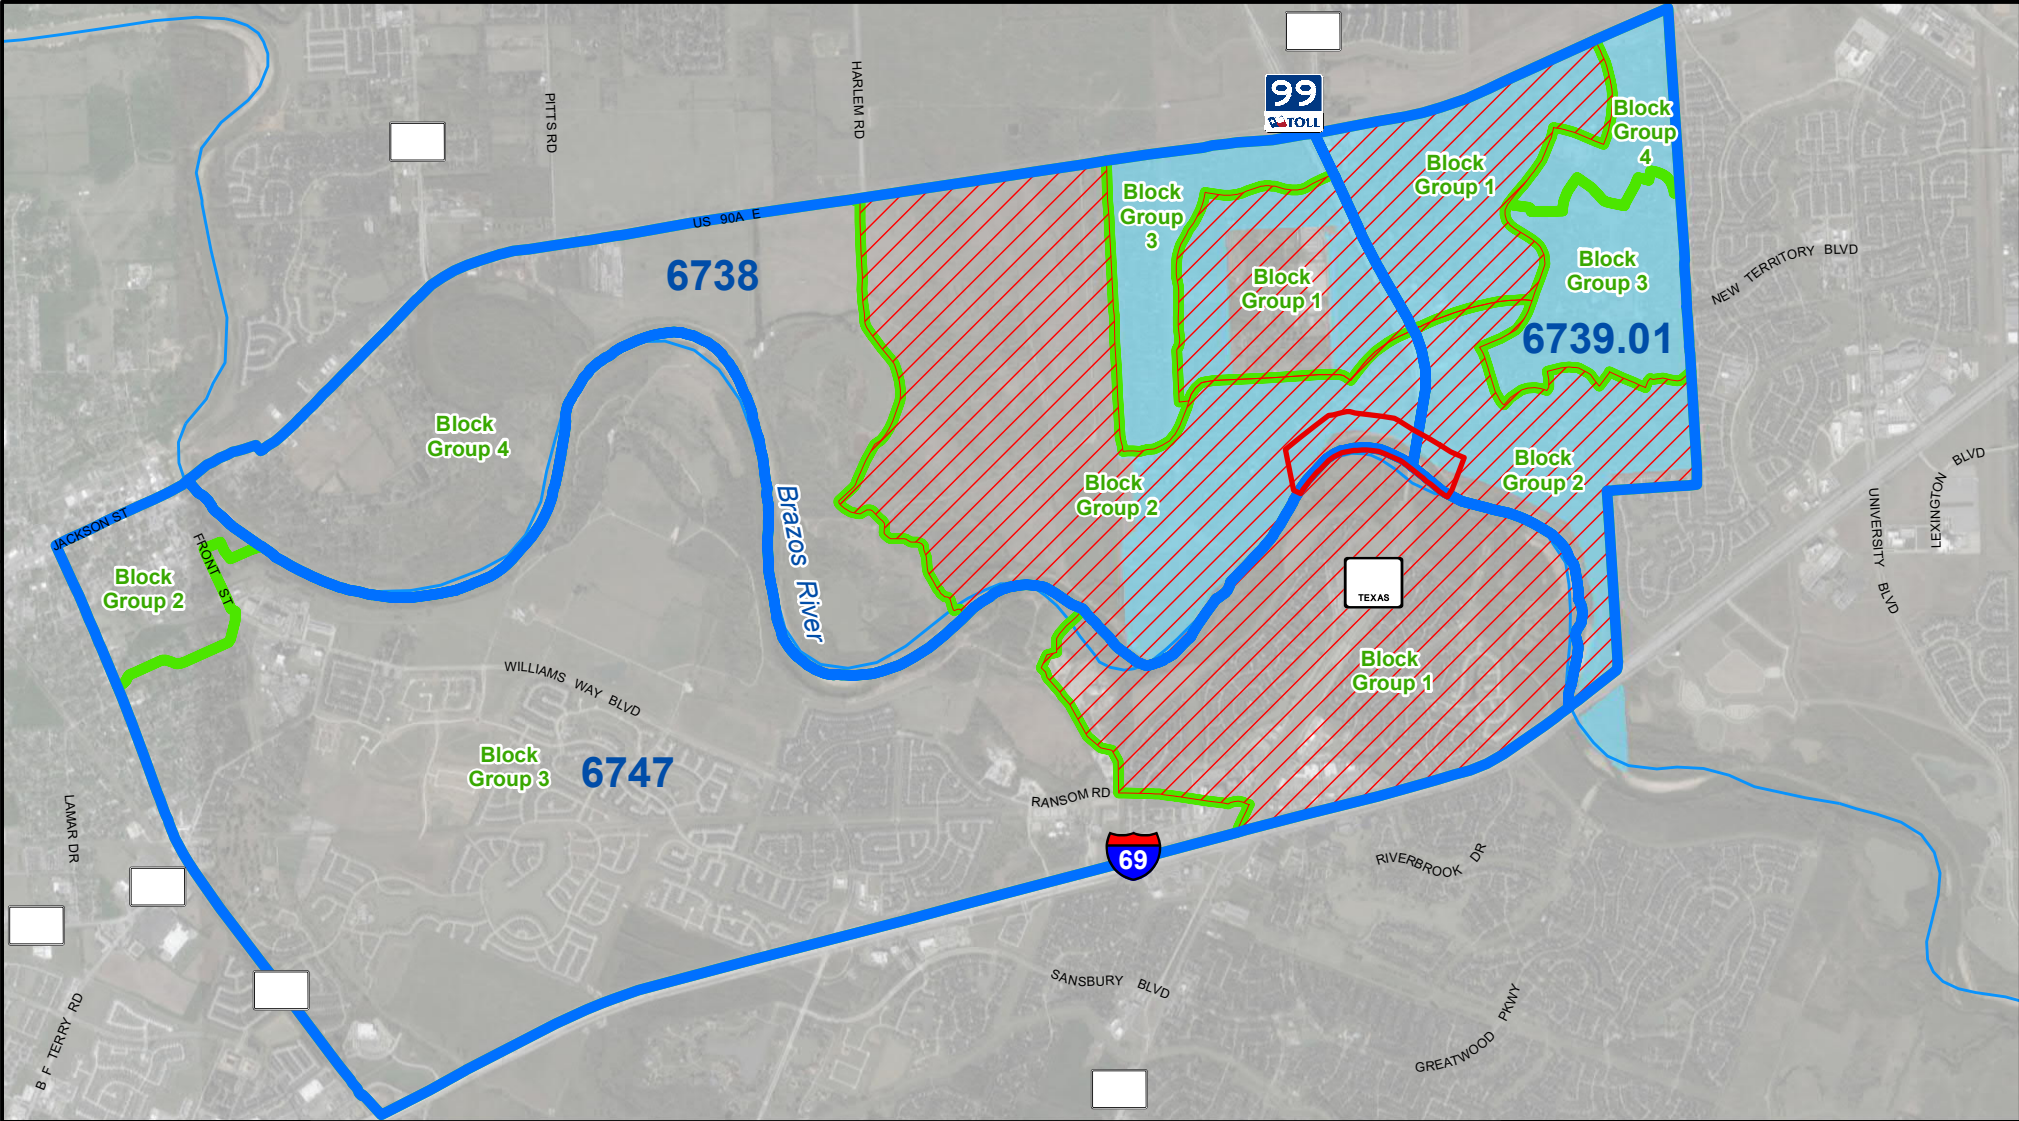 99
TOLL
HARLEM RD
PITTS RD
Block
Group
4
Block
Group 1
Block
Group
3
US 90A E
6738
NEW TERRITORY BLVD
Block
Group 3
Block
Group 1
6739.01
Block
Group 4
Block
Group 2
Block
Group 2
LEXINGTON BLVD
UNIVERSITY BLVD
JACKSON ST
FRONT ST
Brazos River
Block
Group 2
TEXAS
Block
Group 1
WILLIAMS WAY BLVD
Block
Group 3
6747
RANSOM RD
LAMAR DR
69
RIVERBROOK DR
SANSBURY BLVD
GREATWOOD PKWY
B F TERRY RD